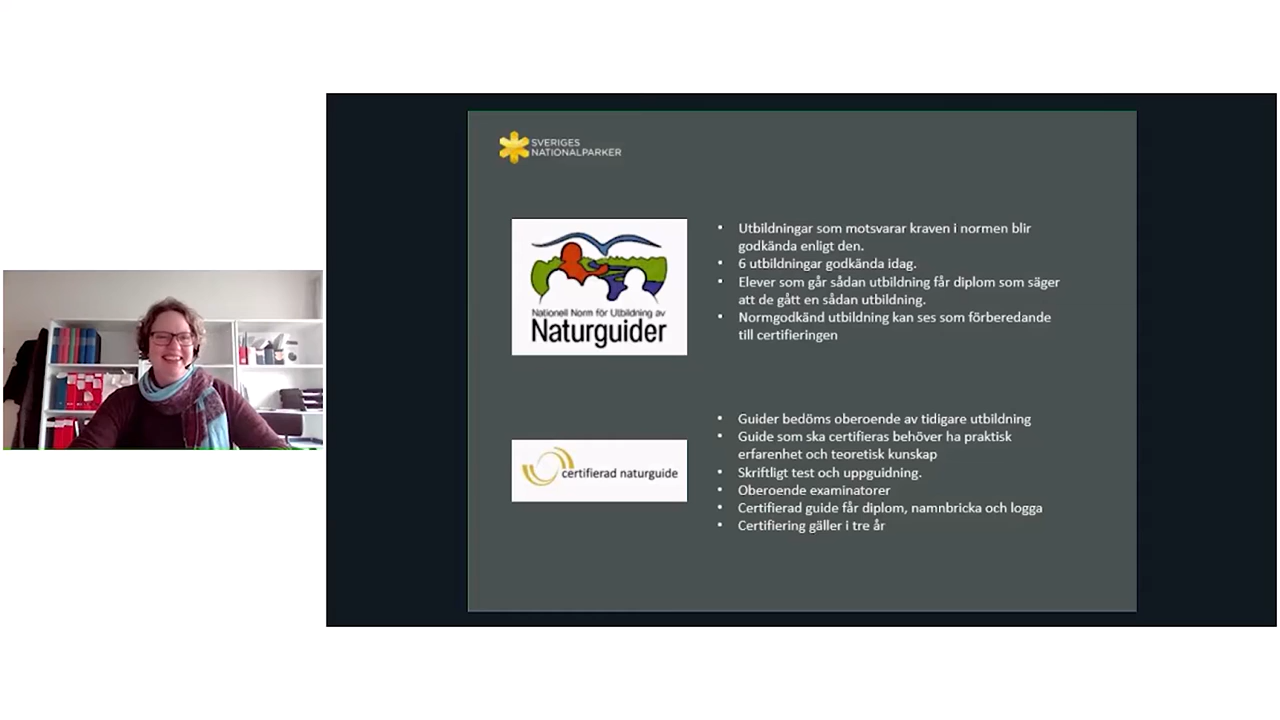 SVERIGES
NATIONALPARKER
Nationell Norm för Utbildning av
Naturguider
• Utbildningar som motsvarar kraven i normen blir
godkända enligt den.
• 6 utbildningar godkända idag.
• Elever som går sådan utbildning får diplom som säger
att de gått en sådan utbildning.
• Normgodkänd utbildning kan ses som förberedande
till certifieringen
certifierad naturguide
• Guider bedöms oberoende av tidigare utbildning
• Guide som ska certifieras behöver ha praktisk
erfarenhet och teoretisk kunskap
• Skriftligt test och uppguidning.
• Oberoende examinatorer
• Certifierad guide får diplom, namnbricka och logga
• Certifiering gäller i tre år